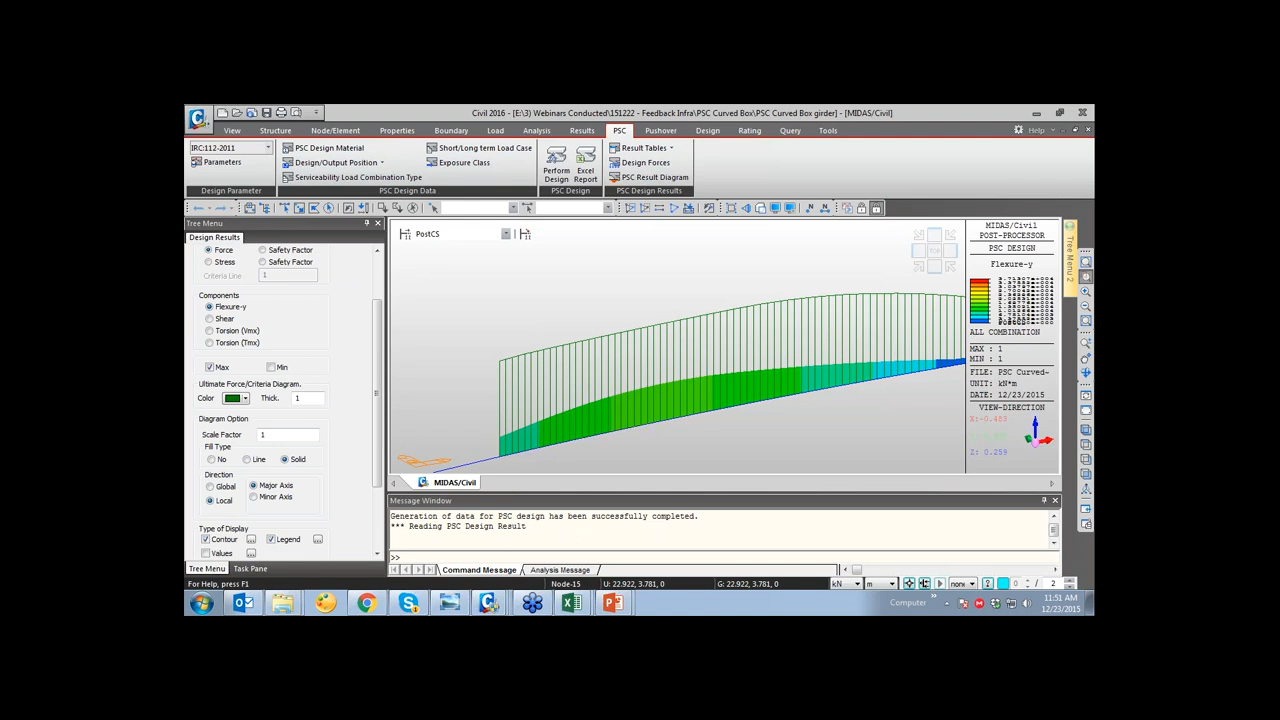 Civil 2016 - [E:\3) Webinars Conducted\151222 - Feedback Infra\PSC Curved Box\PSC Curved Box girder] - [MIDAS/Civil]
View Structure Node/Element Properties Boundary Load Analysis Results PSC Pushover Design Rating Query Tools Help
IRC:112-2011 PSC Design Material Short/Long term Load Case Result Tables
Parameters Design/Output Position Exposure Class Perform Design Excel Report Design Forces
Serviceability Load Combination Type PSC Result Diagram
Design Parameter PSC Design Data PSC Design PSC Design Results
Tree Menu
Design Results
Force Safety Factor
Stress Safety Factor
Criteria Line 1
Components
Flexure-y
Shear
Torsion (Vmx)
Torsion (Tmx)
Max Min
Ultimate Force/Criteria Diagram.
Color Thick. 1
Diagram Option
Scale Factor 1
Fill Type
No Line Solid
Direction
Global Major Axis
Local Minor Axis
Type of Display
Contour Legend
Values
Tree Menu Task Pane
PostCS
TOP
MIDAS/Civil
POST-PROCESSOR
PSC DESIGN
Flexure-y
ALL COMBINATION
MAX : 1
MIN : 1
FILE: PSC Curved~
UNIT: kN*m
DATE: 12/23/2015
VIEW-DIRECTION
X:-0.483
Z: 0.259
Tree Menu 2
MIDAS/Civil
Message Window
Generation of data for PSC design has been successfully completed.
*** Reading PSC Design Result
>>
Command Message Analysis Message
For Help, press F1 Node-15 U: 22.922, 3.781, 0 G: 22.922, 3.781, 0 kN m non 0 / 2
Computer 11:51 AM
12/23/2015